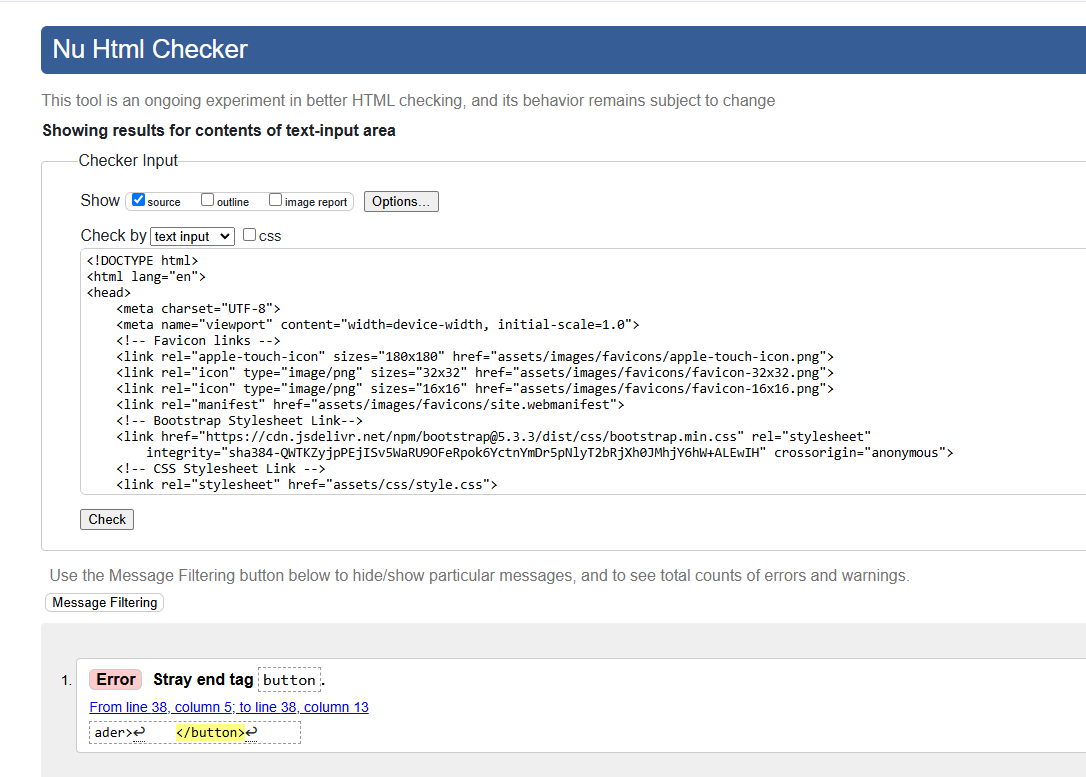 Nu Html Checker
This tool is an ongoing experiment in better HTML checking, and its behavior remains subject to change
Showing results for contents of text-input area
Checker Input
Show source outline image report Options...
Check by text input css
<!DOCTYPE html>
<html lang="en">
<head>
    <meta charset="UTF-8">
    <meta name="viewport" content="width=device-width, initial-scale=1.0">
    <!-- Favicon links -->
    <link rel="apple-touch-icon" sizes="180x180" href="assets/images/favicons/apple-touch-icon.png">
    <link rel="icon" type="image/png" sizes="32x32" href="assets/images/favicons/favicon-32x32.png">
    <link rel="icon" type="image/png" sizes="16x16" href="assets/images/favicons/favicon-16x16.png">
    <link rel="manifest" href="assets/images/favicons/site.webmanifest">
    <!-- Bootstrap Stylesheet Link-->
    <link href="https://cdn.jsdelivr.net/npm/bootstrap@5.3.3/dist/css/bootstrap.min.css" rel="stylesheet"
        integrity="sha384-QWTKZyjpPEjISv5WaRU9OFeRpok6YctnYmDr5pNlyT2bRjXh0JMhjY6hW+ALEwIH" crossorigin="anonymous">
    <!-- CSS Stylesheet Link -->
    <link rel="stylesheet" href="assets/css/style.css">
Check
Use the Message Filtering button below to hide/show particular messages, and to see total counts of errors and warnings.
Message Filtering
1. Error Stray end tag button.
From line 38, column 5; to line 38, column 13
ader>↩    </button>↩